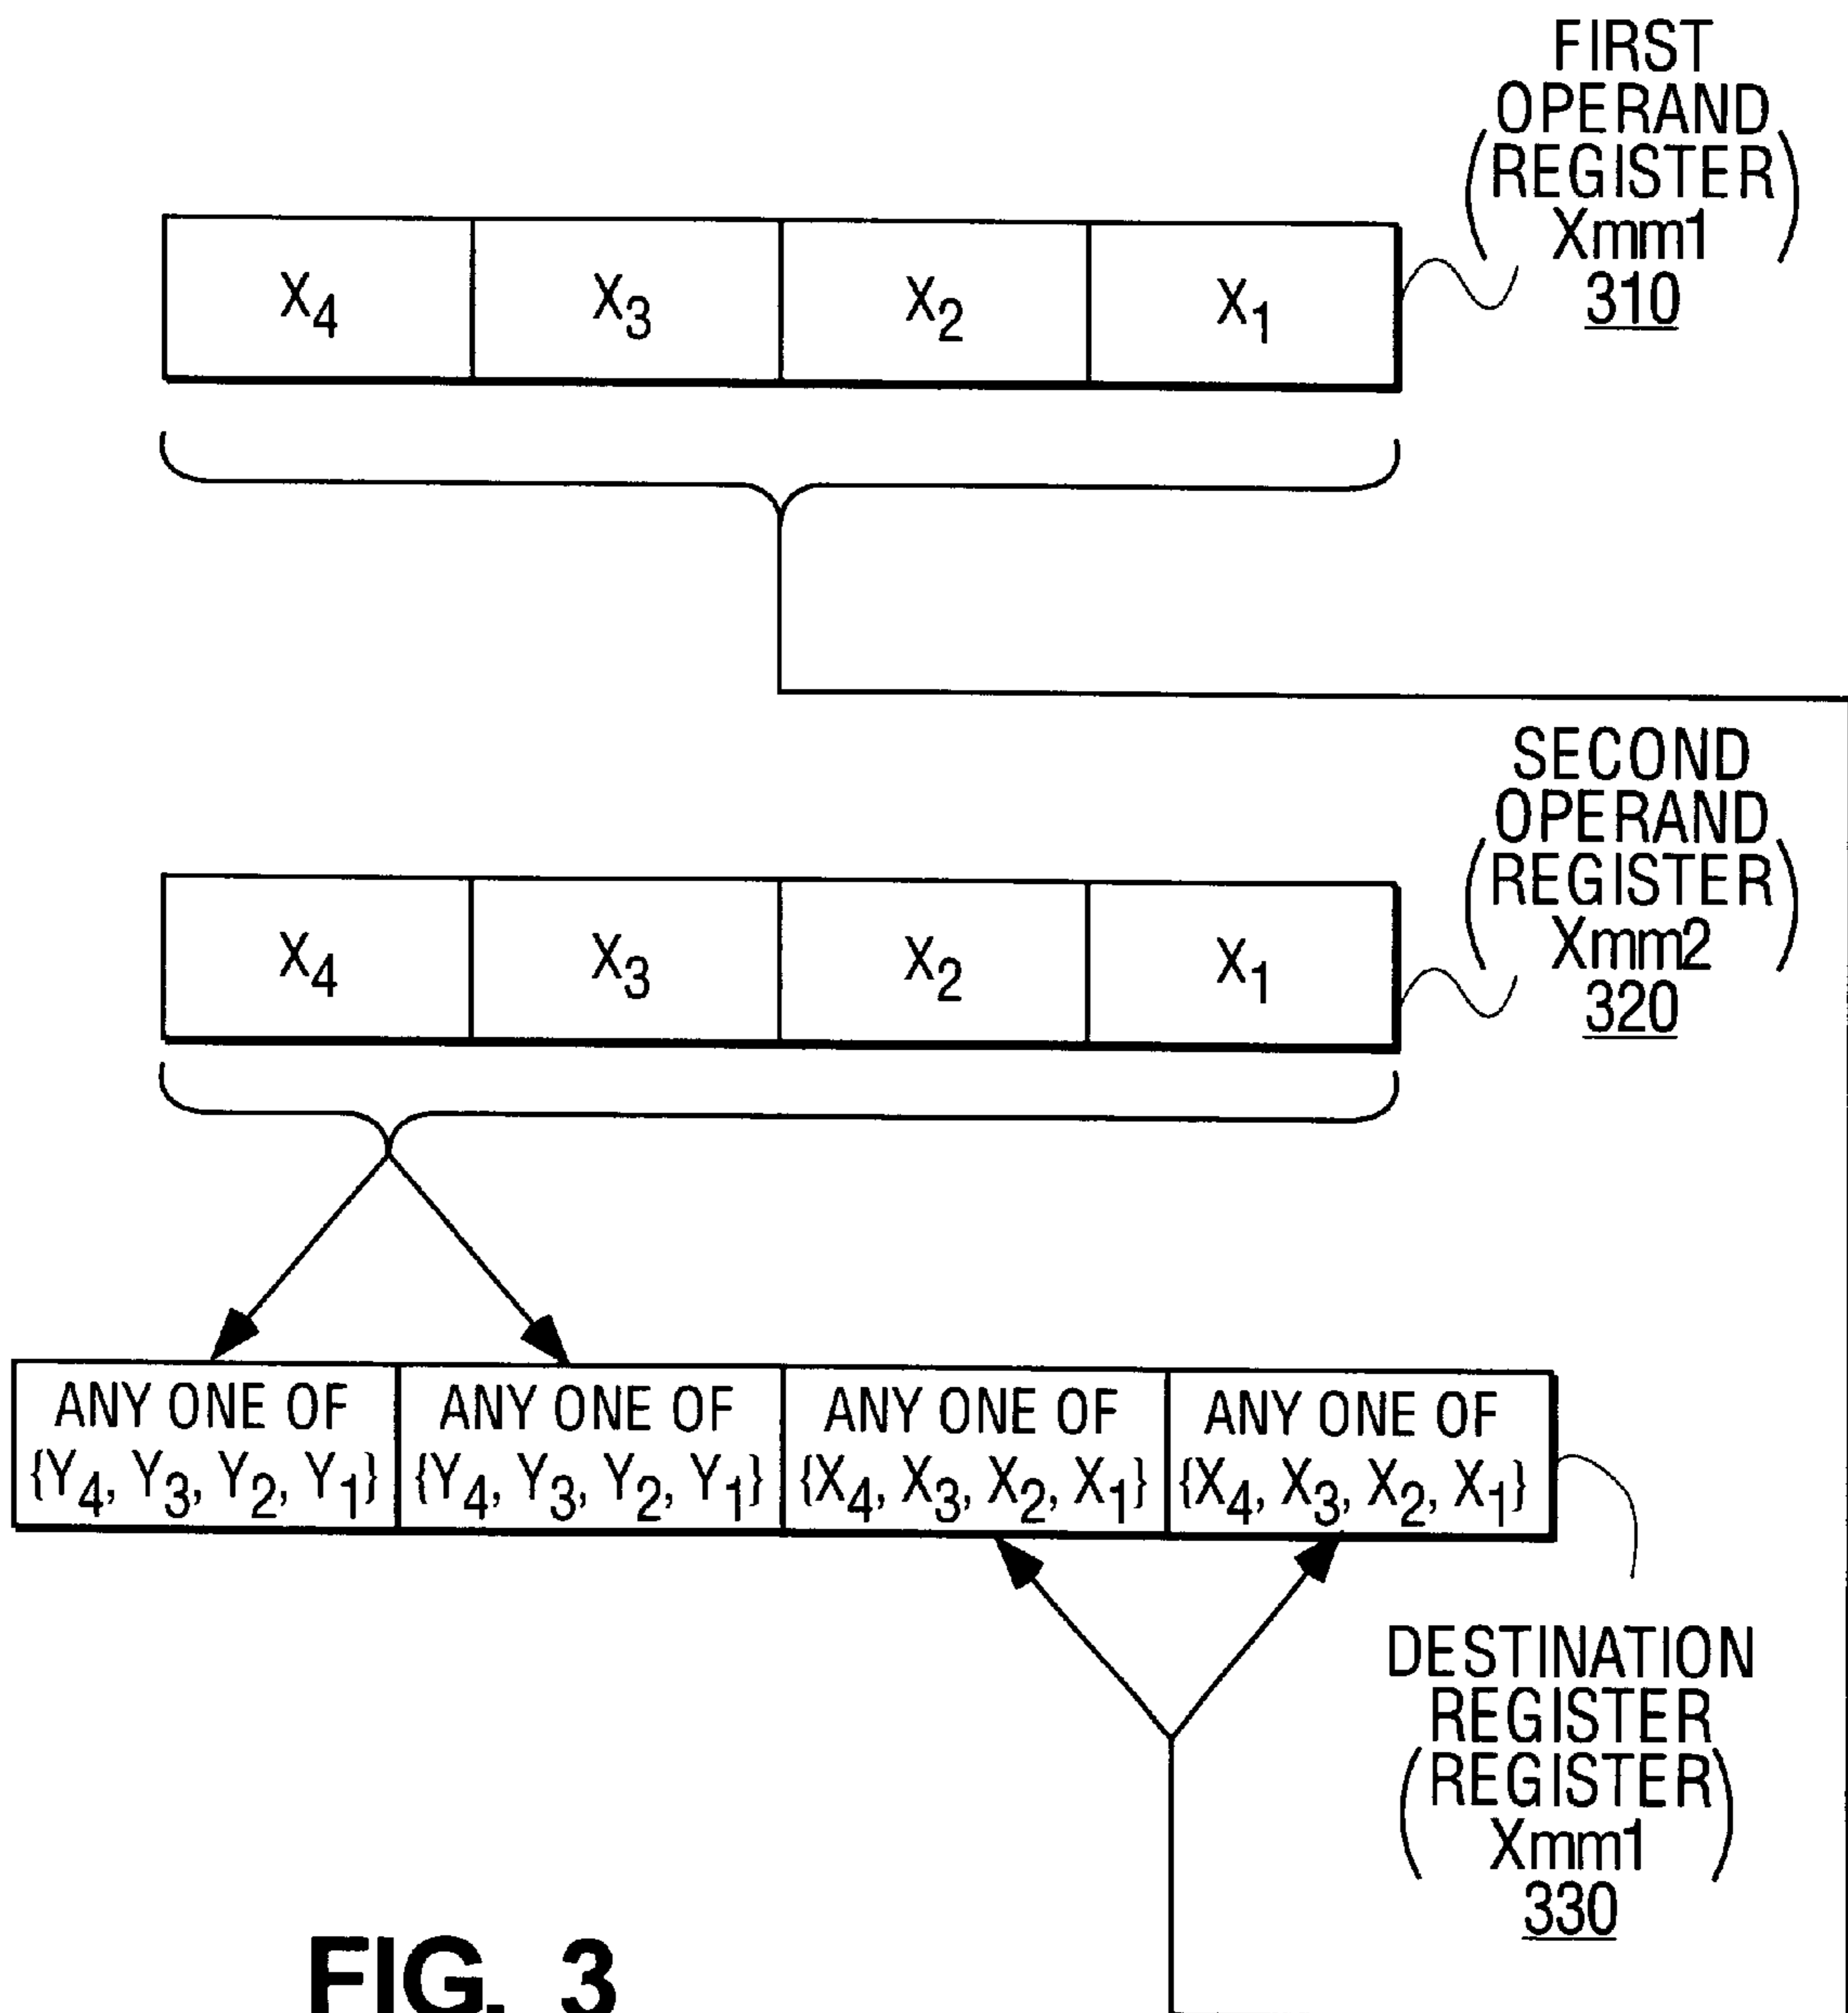 FIRST
OPERAND
(REGISTER
Xmm1)
310
X4 X3 X2 X1
SECOND
OPERAND
(REGISTER
Xmm2)
320
X4 X3 X2 X1
ANY ONE OF
{Y4, Y3, Y2, Y1}
ANY ONE OF
{Y4, Y3, Y2, Y1}
ANY ONE OF
{X4, X3, X2, X1}
ANY ONE OF
{X4, X3, X2, X1}
DESTINATION
REGISTER
(REGISTER
Xmm1)
330
FIG. 3